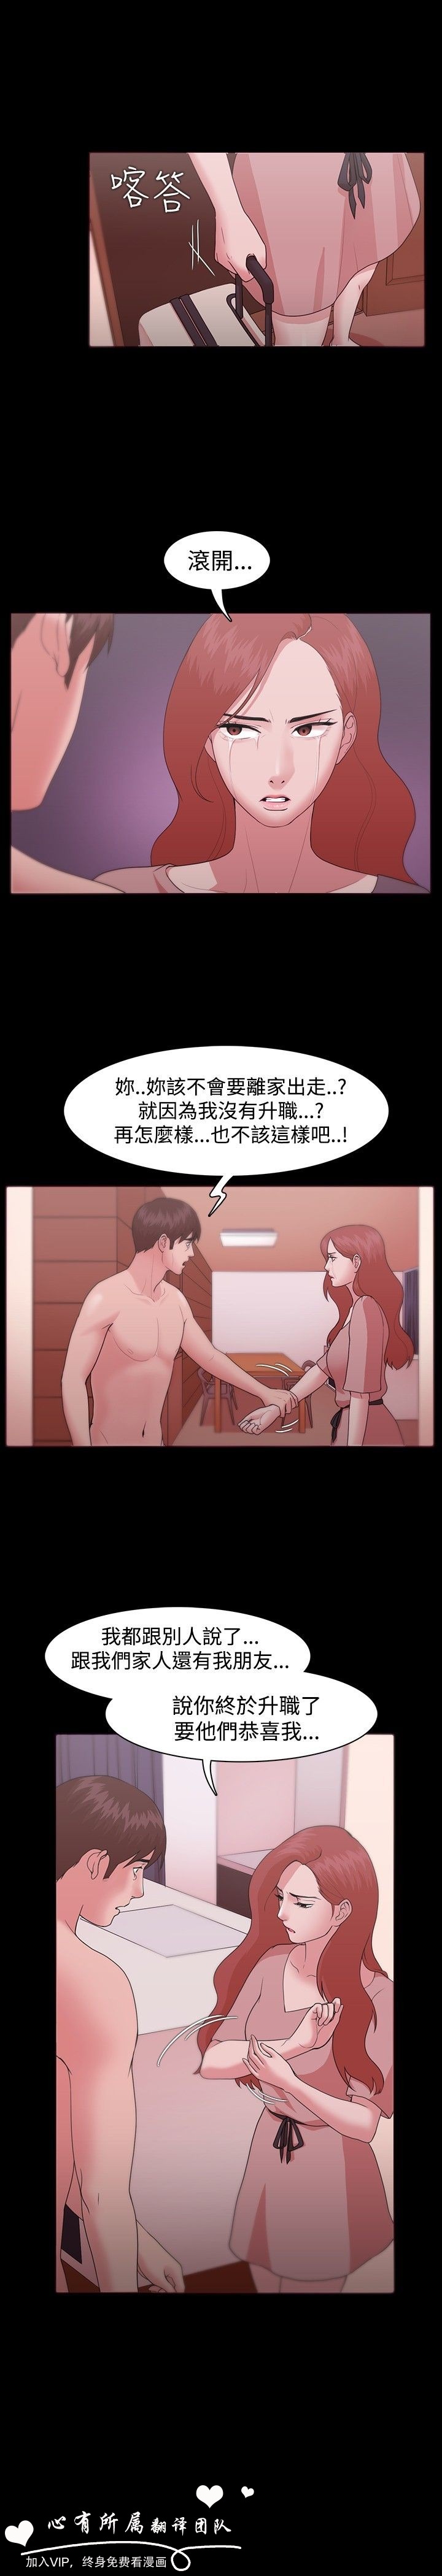 喀答
滾開...
妳..妳該不會要離家出走..?
就因為我沒有升職...?
再怎麼樣...也不該這樣吧..!
我都跟別人說了...
跟我們家人還有我朋友...
說你終於升職了
要他們恭喜我...
心有所属翻译团队
加入VIP，终身免费看漫画